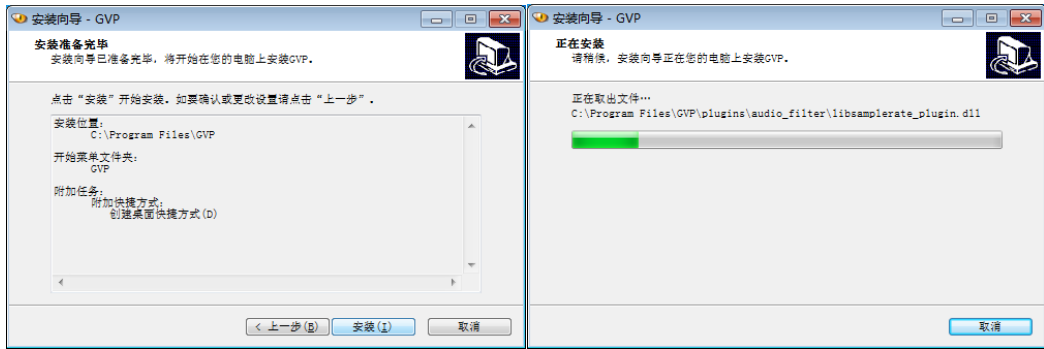 安装向导 - GVP
安装准备完毕
安装向导已准备完毕，将开始在您的电脑上安装GVP.
点击“安装”开始安装. 如要确认或更改设置请点击“上一步”.
安装位置:
C:\Program Files\GVP
开始菜单文件夹:
GVP
附加任务:
附加快捷方式:
创建桌面快捷方式(D)
< 上一步(B)
安装(I)
取消
安装向导 - GVP
正在安装
请稍候，安装向导正在您的电脑上安装GVP.
正在取出文件…
C:\Program Files\GVP\plugins\audio_filter\libsamplerate_plugin.dll
取消